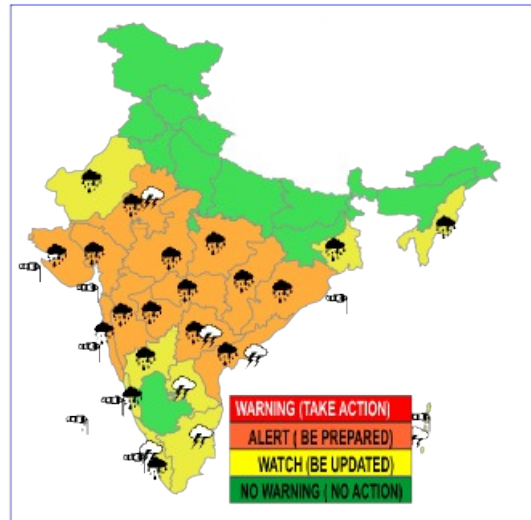 WARNING (TAKE ACTION)
ALERT ( BE PREPARED)
WATCH (BE UPDATED)
NO WARNING ( NO ACTION)